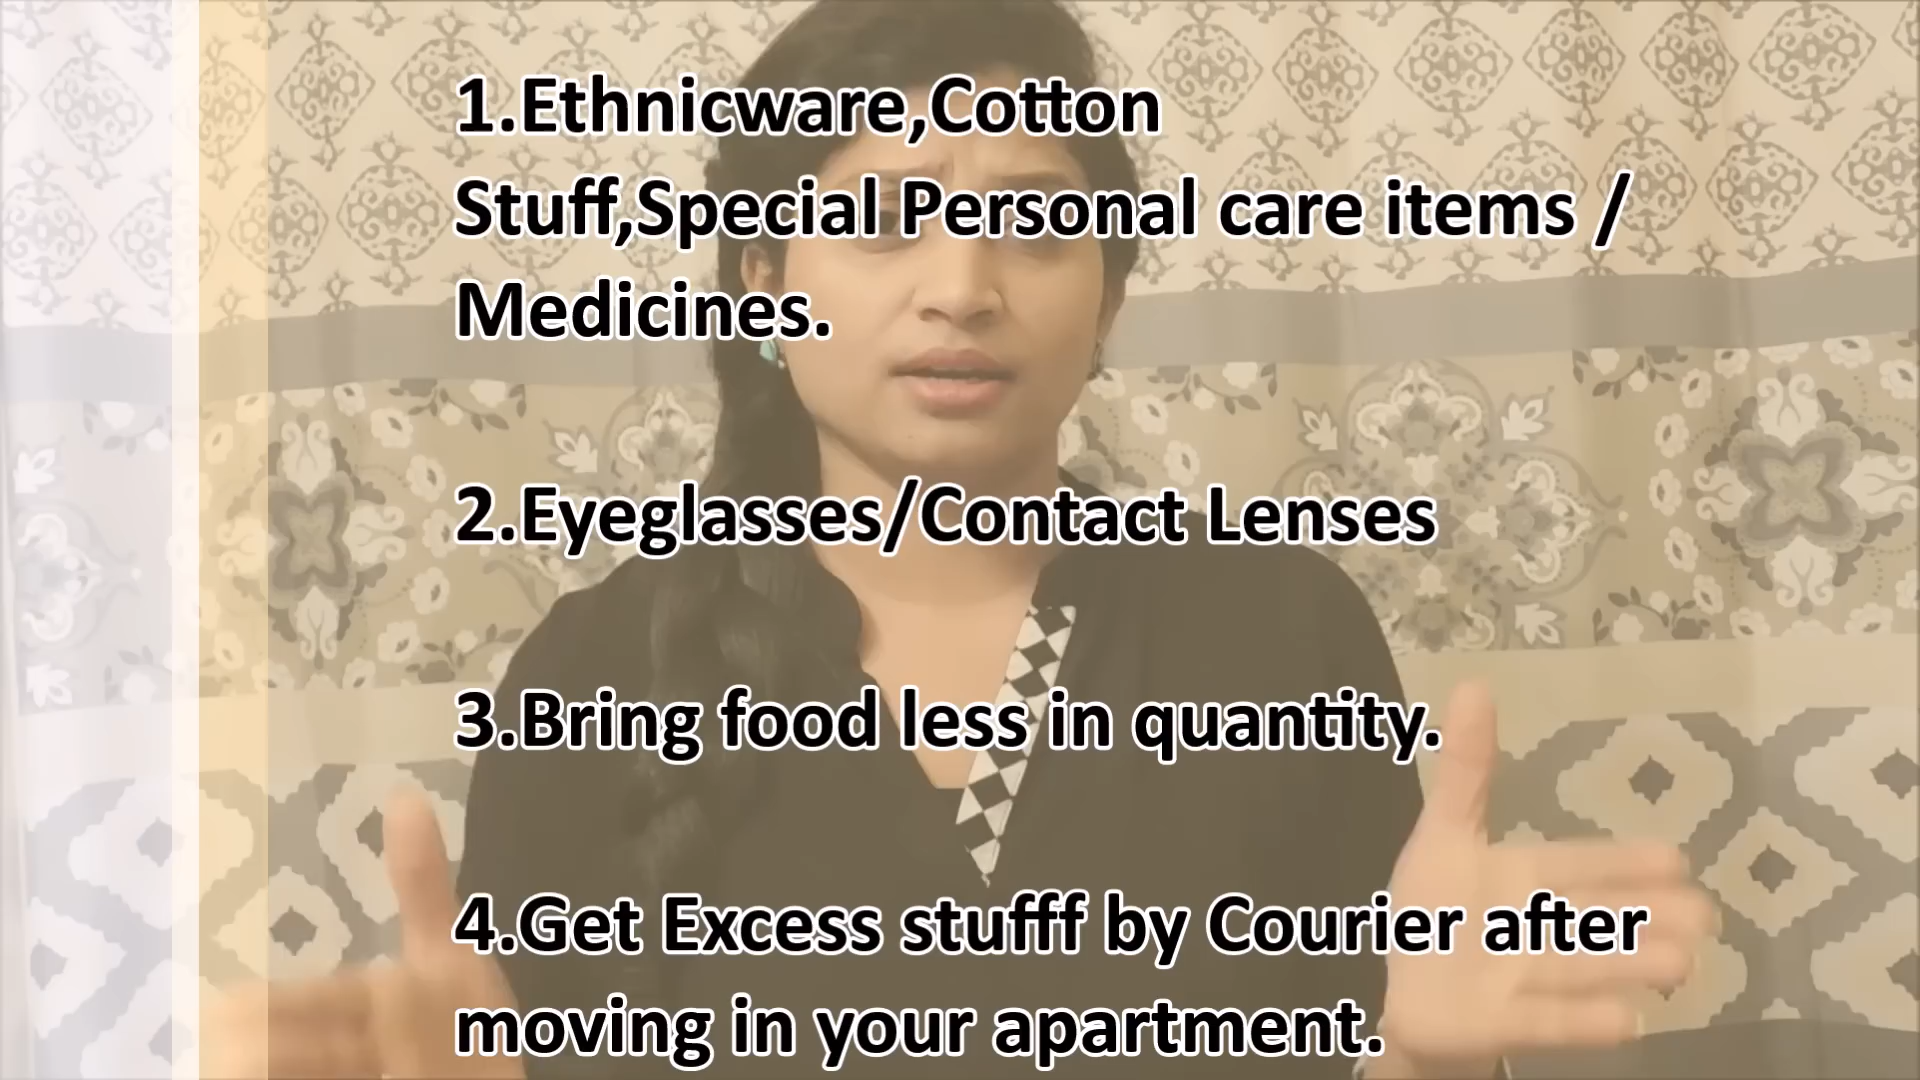 1.Ethnicware,Cotton
Stuff,Special Personal care items /
Medicines.
2.Eyeglasses/Contact Lenses
3.Bring food less in quantity.
4.Get Excess stufff by Courier after
moving in your apartment.